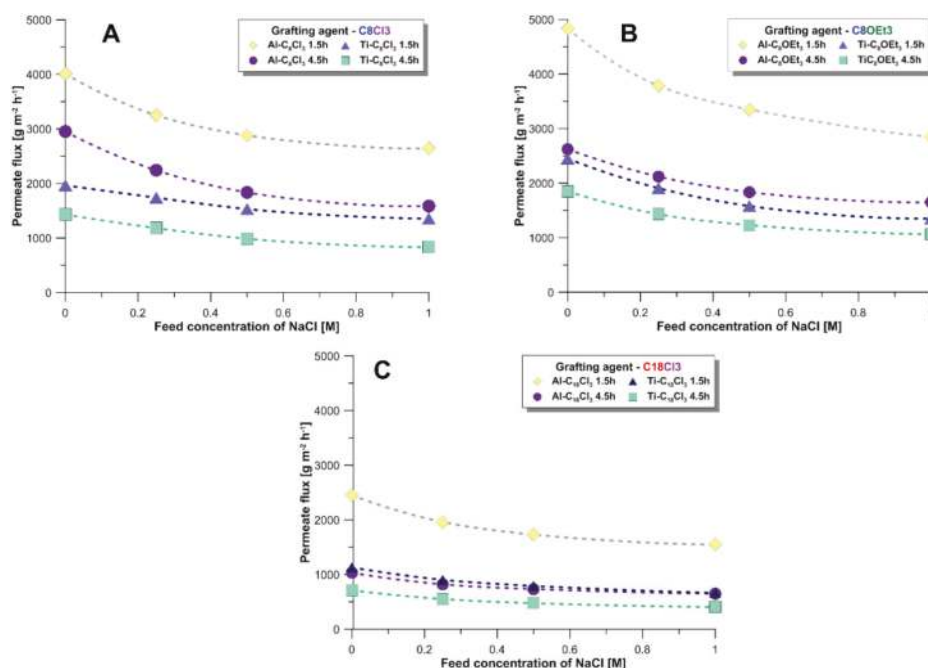 A
Grafting agent - C8Cl3
Al-C₈Cl₃ 1.5h Ti-C₈Cl₃ 1.5h
Al-C₈Cl₃ 4.5h Ti-C₈Cl₃ 4.5h
Permeate flux [g m⁻² h⁻¹]
5000
4000
3000
2000
1000
0
0 0.2 0.4 0.6 0.8 1
Feed concentration of NaCl [M]
B
Grafting agent - C8OEt3
Al-C₈OEt₃ 1.5h Ti-C₈OEt₃ 1.5h
Al-C₈OEt₃ 4.5h TiC₈OEt₃ 4.5h
Permeate flux [g m⁻² h⁻¹]
5000
4000
3000
2000
1000
0
0 0.2 0.4 0.6 0.8
Feed concentration of NaCl [M]
C
Grafting agent - C18Cl3
Al-C₁₈Cl₃ 1.5h Ti-C₁₈Cl₃ 1.5h
Al-C₁₈Cl₃ 4.5h Ti-C₁₈Cl₃ 4.5h
Permeate flux [g m⁻² h⁻¹]
5000
4000
3000
2000
1000
0
0 0.2 0.4 0.6 0.8 1
Feed concentration of NaCl [M]